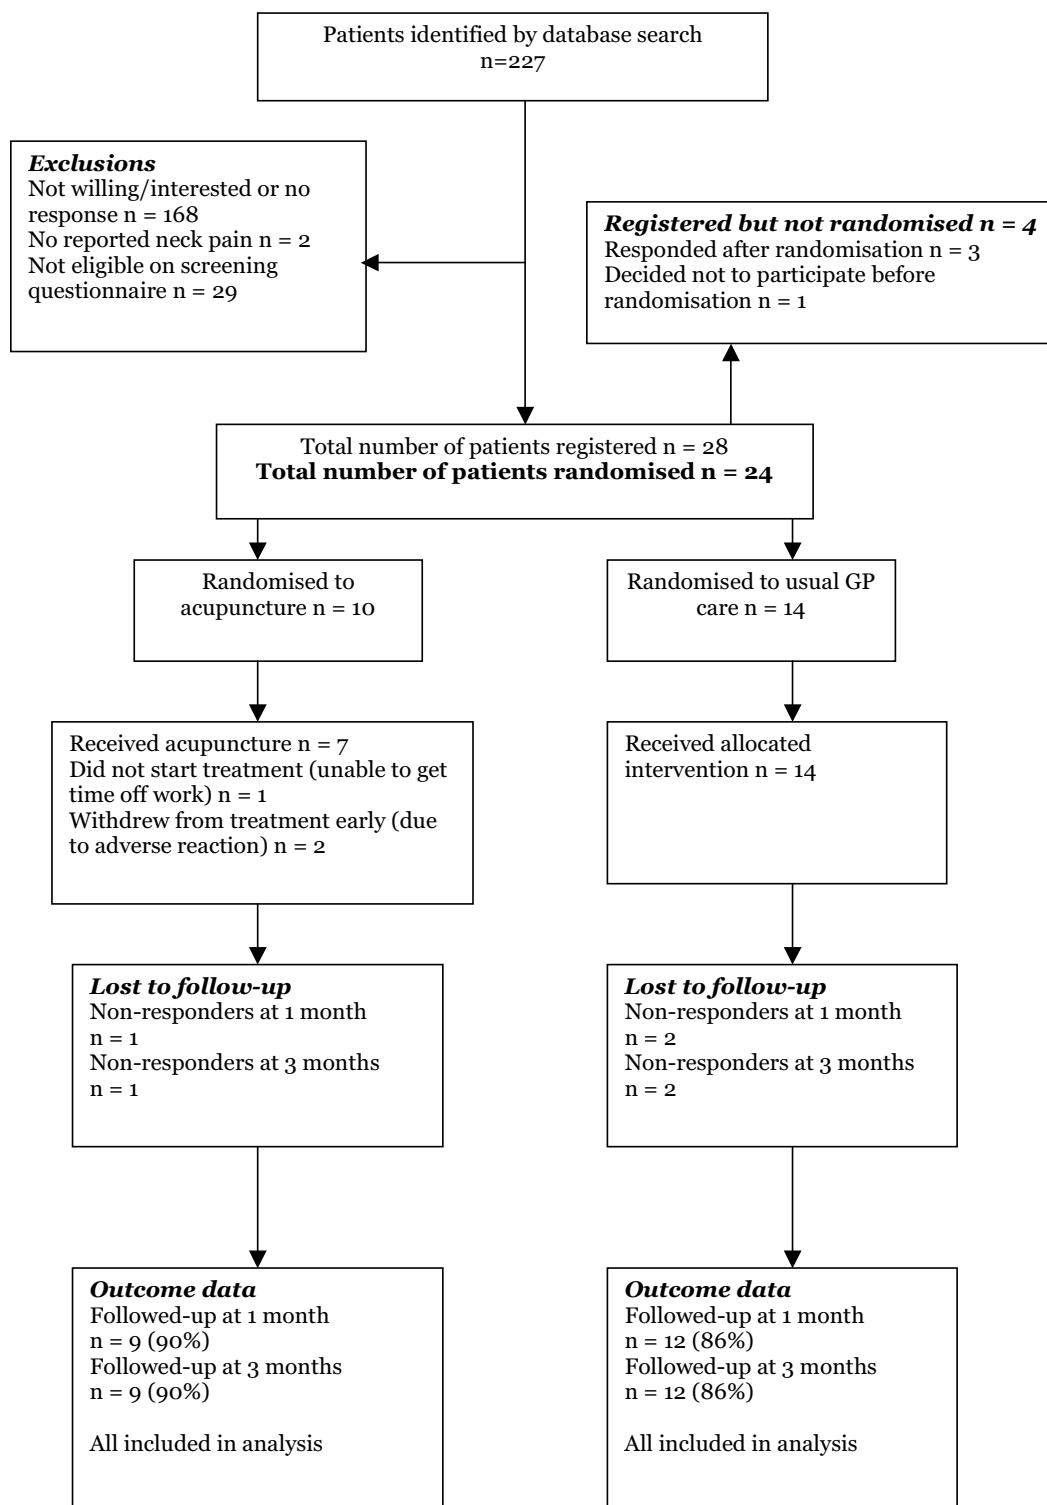 Patients identified by database search
n=227
Exclusions
Not willing/interested or no
response n = 168
No reported neck pain n = 2
Not eligible on screening
questionnaire n = 29
Registered but not randomised n = 4
Responded after randomisation n = 3
Decided not to participate before
randomisation n = 1
Total number of patients registered n = 28
Total number of patients randomised n = 24
Randomised to
acupuncture n = 10
Randomised to usual GP
care n = 14
Received acupuncture n = 7
Did not start treatment (unable to get
time off work) n = 1
Withdrew from treatment early (due
to adverse reaction) n = 2
Received allocated
intervention n = 14
Lost to follow-up
Non-responders at 1 month
n = 1
Non-responders at 3 months
n = 1
Lost to follow-up
Non-responders at 1 month
n = 2
Non-responders at 3 months
n = 2
Outcome data
Followed-up at 1 month
n = 9 (90%)
Followed-up at 3 months
n = 9 (90%)
All included in analysis
Outcome data
Followed-up at 1 month
n = 12 (86%)
Followed-up at 3 months
n = 12 (86%)
All included in analysis